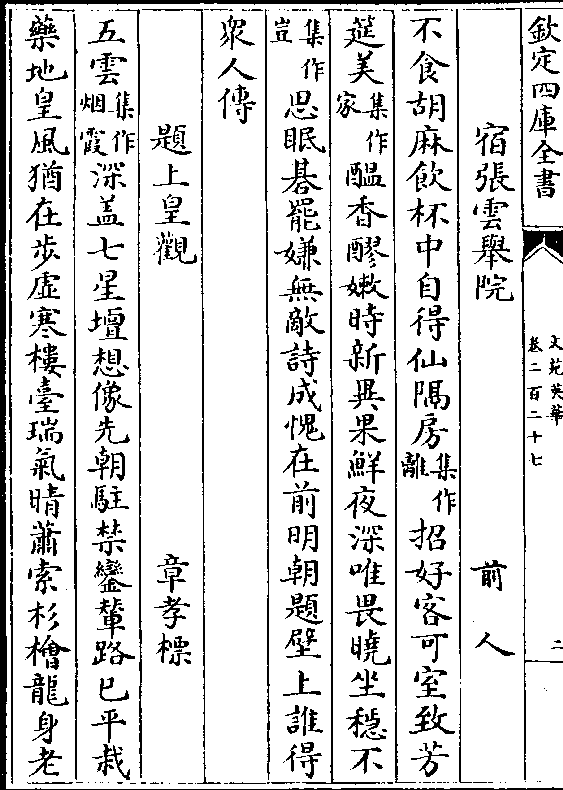 欽定四庫全書
文苑英華
卷二百二十七
二
宿張雲舉院 前人
不食胡麻飲杯中自得仙隅房集作離招好客可室致芳
筵美集作家醖香醪嫩時新異果鮮夜深唯畏曉坐穩不
集作豈思眠碁罷嫌無敵詩成愧在前明朝題壁上誰得
衆人傳
題上皇觀 章孝標
五雲集作烟霞深盖七星壇想像先朝駐禁鑾輦路已平栽
藥地皇風猶在步虛寒樓臺瑞氣晴蕭索杉檜龍身老